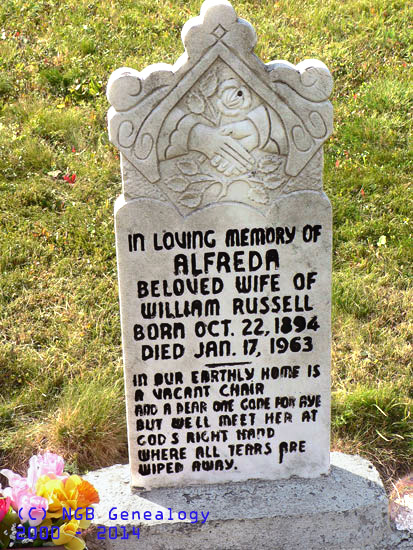 IN LOVING MEMORY OF
ALFREDA
BELOVED WIFE OF
WILLIAM RUSSELL
BORN OCT. 22, 1894
DIED JAN. 17, 1963
IN OUR EARTHLY HOME IS
A VACANT CHAIR
AND A DEAR ONE GONE FOR AYE
BUT WE'LL MEET HER AT
GOD'S RIGHT HAND
WHERE ALL TEARS ARE
WIPED AWAY.
(C) NGB Genealogy
2000 - 2014